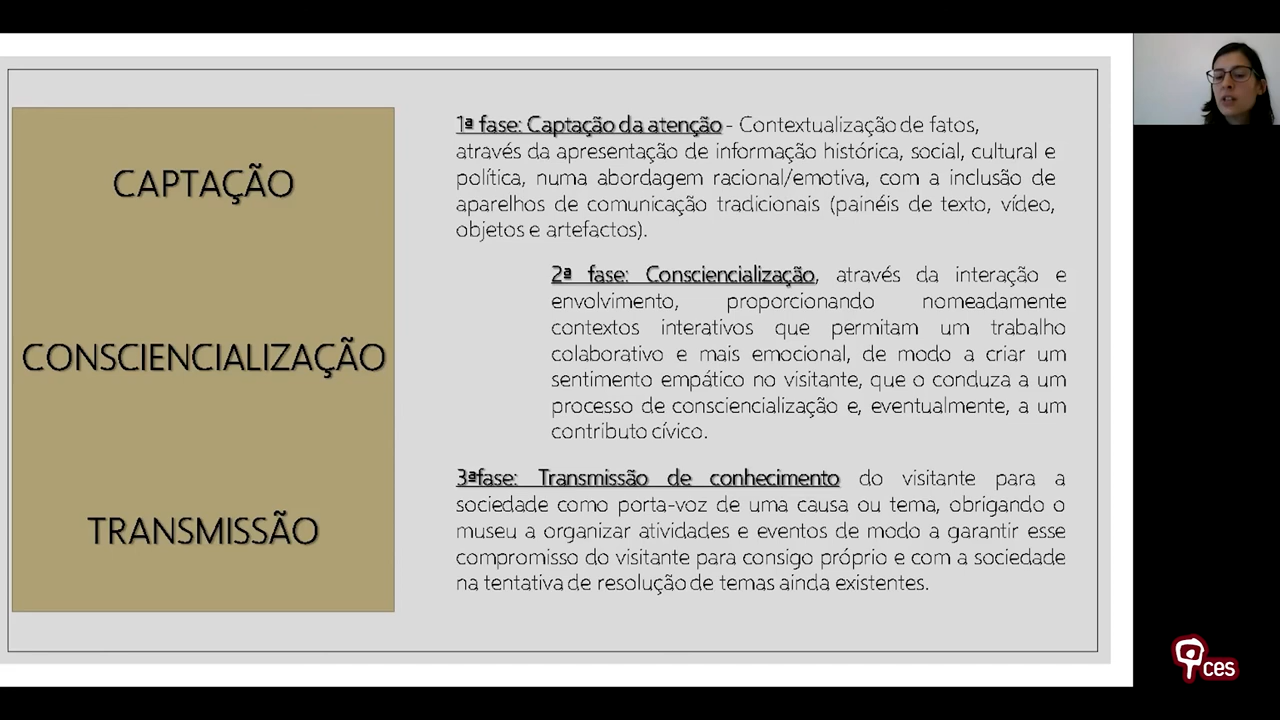 CAPTAÇÃO
CONSCIENCIALIZAÇÃO
TRANSMISSÃO
1ª fase: Captação da atenção - Contextualização de fatos,
através da apresentação de informação histórica, social, cultural e
política, numa abordagem racional/emotiva, com a inclusão de
aparelhos de comunicação tradicionais (painéis de texto, vídeo,
objetos e artefactos).
2ª fase: Consciencialização, através da interação e
envolvimento, proporcionando nomeadamente
contextos interativos que permitam um trabalho
colaborativo e mais emocional, de modo a criar um
sentimento empático no visitante, que o conduza a um
processo de consciencialização e, eventualmente, a um
contributo cívico.
3ªfase: Transmissão de conhecimento do visitante para a
sociedade como porta-voz de uma causa ou tema, obrigando o
museu a organizar atividades e eventos de modo a garantir esse
compromisso do visitante para consigo próprio e com a sociedade
na tentativa de resolução de temas ainda existentes.
ces